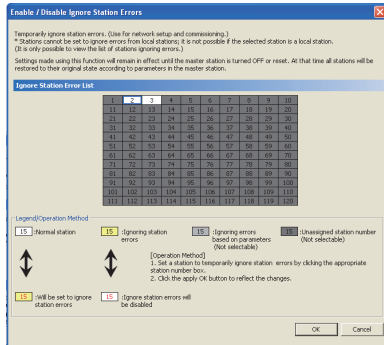 Enable / Disable Ignore Station Errors
Temporarily ignore station errors. (Use for network setup and commissioning.)
* Stations cannot be set to ignore errors from local stations; it is not possible if the selected station is a local station.
(It is only possible to view the list of stations ignoring errors.)
Settings made using this function will remain in effect until the master station is turned OFF or reset. At that time all stations will be
restored to their original state according to parameters in the master station.
Ignore Station Error List
1 2 3 4 5 6 7 8 9 10
11 12 13 14 15 16 17 18 19 20
21 22 23 24 25 26 27 28 29 30
31 32 33 34 35 36 37 38 39 40
41 42 43 44 45 46 47 48 49 50
51 52 53 54 55 56 57 58 59 60
61 62 63 64 65 66 67 68 69 70
71 72 73 74 75 76 77 78 79 80
81 82 83 84 85 86 87 88 89 90
91 92 93 94 95 96 97 98 99 100
101 102 103 104 105 106 107 108 109 110
111 112 113 114 115 116 117 118 119 120
Legend/Operation Method
15 :Normal station 15 :Ignoring station 15 :Ignoring errors 15 :Unassigned station number
errors based on parameters (Not selectable)
(Not selectable)
[Operation Method]
1. Set a station to temporarily ignore station errors by clicking the appropriate
station number box.
2. Click the apply OK button to reflect the changes.
15 :Will be set to ignore 15 :Ignore station errors will
station errors be disabled
OK Cancel